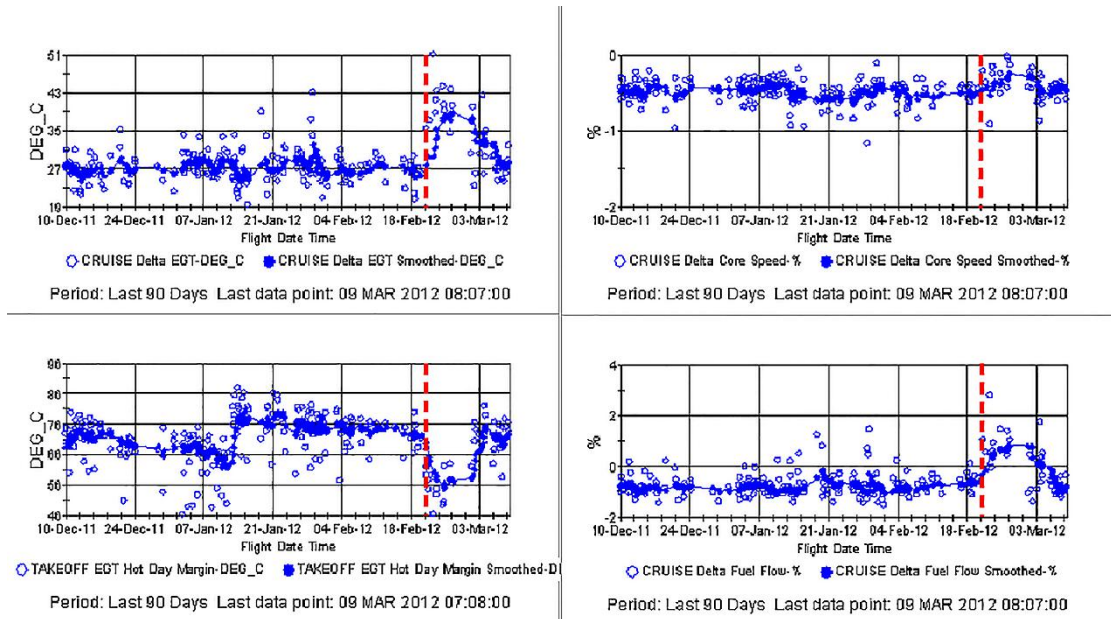 51
43
35
27
19
DEG_C
10-Dec-11 24-Dec-11 07-Jan-12 21-Jan-12 04-Feb-12 18-Feb-12 03-Mar-12
Flight Date Time
CRUISE Delta EGT-DEG_C CRUISE Delta EGT Smoothed-DEG_C
Period: Last 90 Days Last data point: 09 MAR 2012 08:07:00
0
-1
-2
%
10-Dec-11 24-Dec-11 07-Jan-12 21-Jan-12 04-Feb-12 18-Feb-12 03-Mar-12
Flight Date Time
CRUISE Delta Core Speed-% CRUISE Delta Core Speed Smoothed-%
Period: Last 90 Days Last data point: 09 MAR 2012 08:07:00
90
80
70
60
50
40
DEG_C
10-Dec-11 24-Dec-11 07-Jan-12 21-Jan-12 04-Feb-12 18-Feb-12 03-Mar-12
Flight Date Time
TAKEOFF EGT Hot Day Margin-DEG_C TAKEOFF EGT Hot Day Margin Smoothed-DI
Period: Last 90 Days Last data point: 09 MAR 2012 07:08:00
4
2
0
-2
%
10-Dec-11 24-Dec-11 07-Jan-12 21-Jan-12 04-Feb-12 18-Feb-12 03-Mar-12
Flight Date Time
CRUISE Delta Fuel Flow-% CRUISE Delta Fuel Flow Smoothed-%
Period: Last 90 Days Last data point: 09 MAR 2012 08:07:00